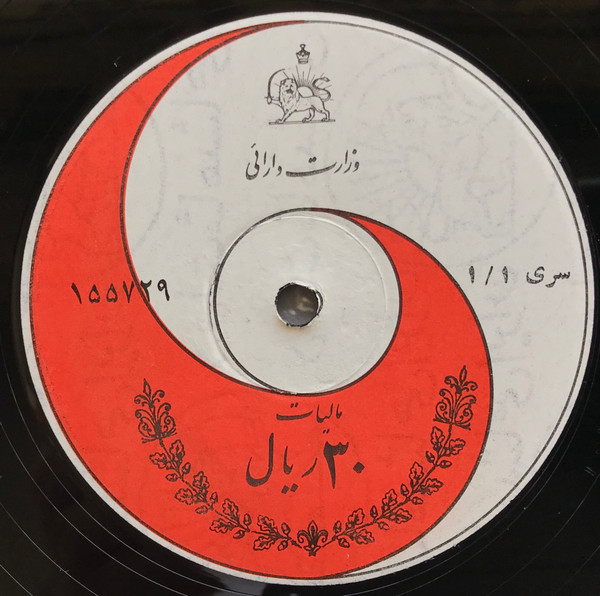 وزارت دارائی
سری ۱/۱
۱۵۵۷۲۹
مالیات
۳۰ ریال